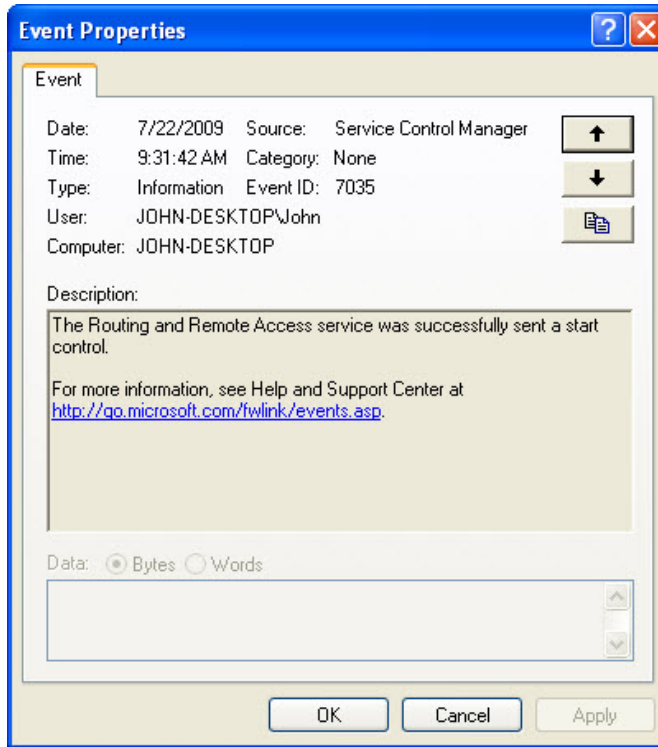 Event Properties
Event
Date: 7/22/2009 Source: Service Control Manager
Time: 9:31:42 AM Category: None
Type: Information Event ID: 7035
User: JOHN-DESKTOP\John
Computer: JOHN-DESKTOP
Description:
The Routing and Remote Access service was successfully sent a start
control.
For more information, see Help and Support Center at
http://go.microsoft.com/fwlink/events.asp.
Data: Bytes Words
OK Cancel Apply